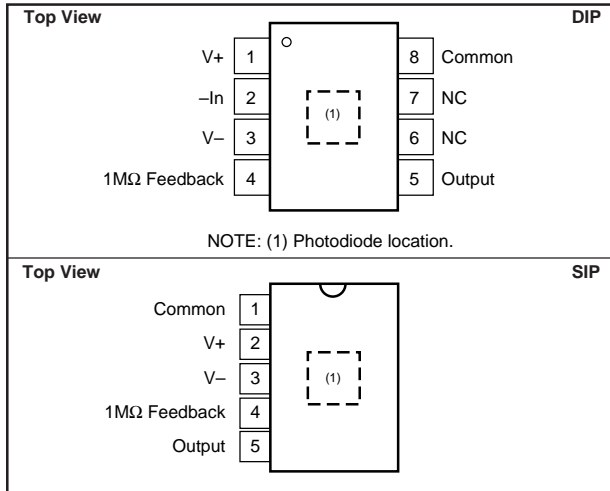 Top View DIP
V+ 1 8 Common
–In 2 (1) 7 NC
V– 3 6 NC
1MΩ Feedback 4 5 Output
NOTE: (1) Photodiode location.
Top View SIP
Common 1
V+ 2
V– 3 (1)
1MΩ Feedback 4
Output 5